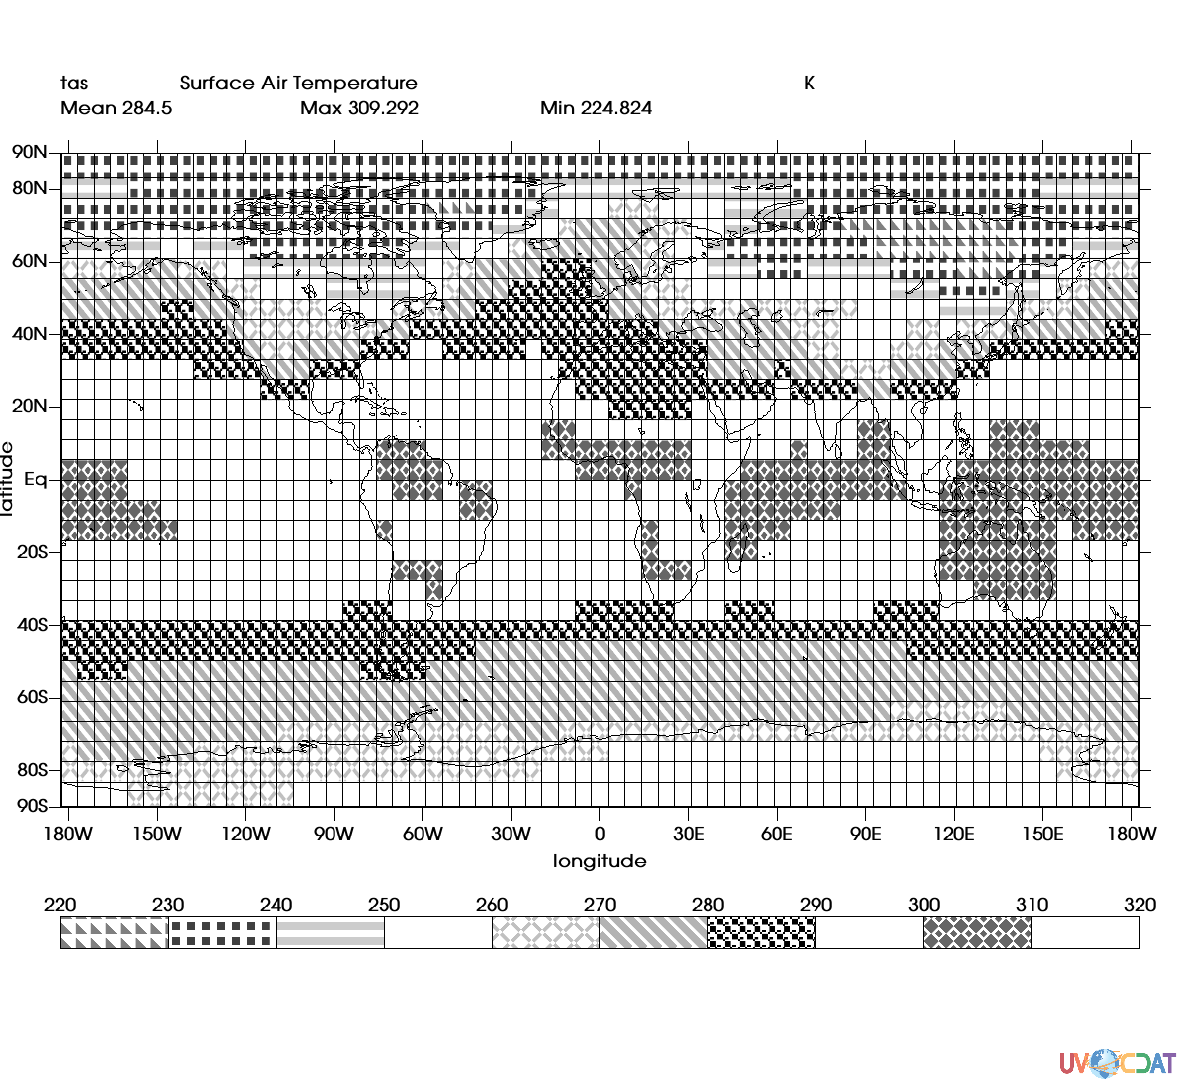 tas Surface Air Temperature K
Mean 284.5 Max 309.292 Min 224.824
90N
80N
60N
40N
20N
Eq
20S
40S
60S
80S
90S
latitude
180W 150W 120W 90W 60W 30W 0 30E 60E 90E 120E 150E 180W
longitude
220 230 240 250 260 270 280 290 300 310 320
UV CDAT